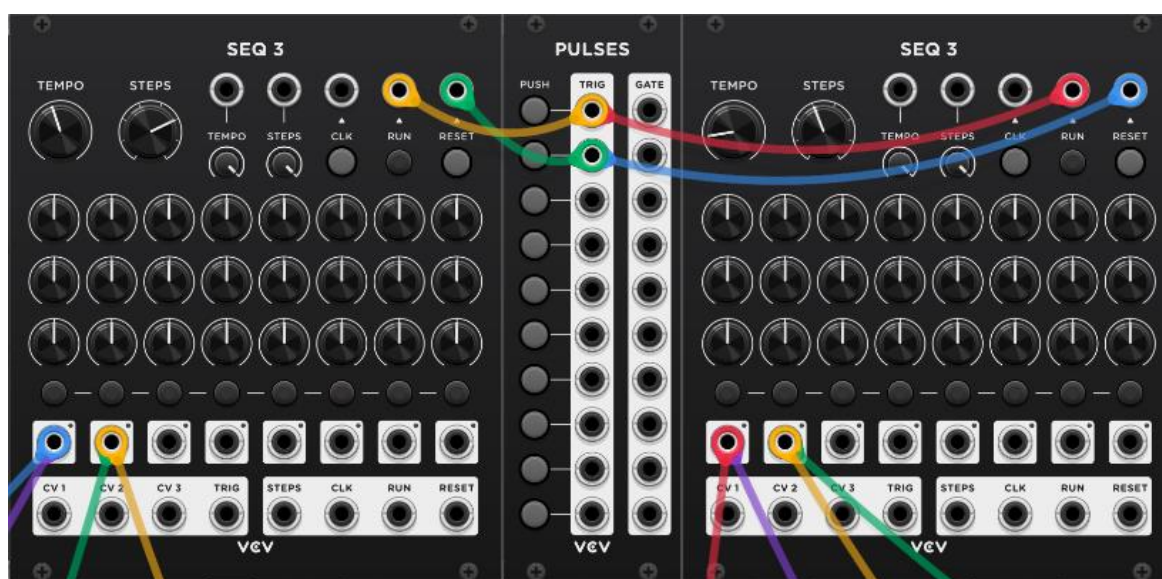 SEQ 3
TEMPO STEPS
TEMPO STEPS CLK RUN RESET
CV 1 CV 2 CV 3 TRIG STEPS CLK RUN RESET
VCV
PULSES
PUSH TRIG GATE
VCV
SEQ 3
TEMPO STEPS
TEMPO STEPS CLK RUN RESET
CV 1 CV 2 CV 3 TRIG STEPS CLK RUN RESET
VCV